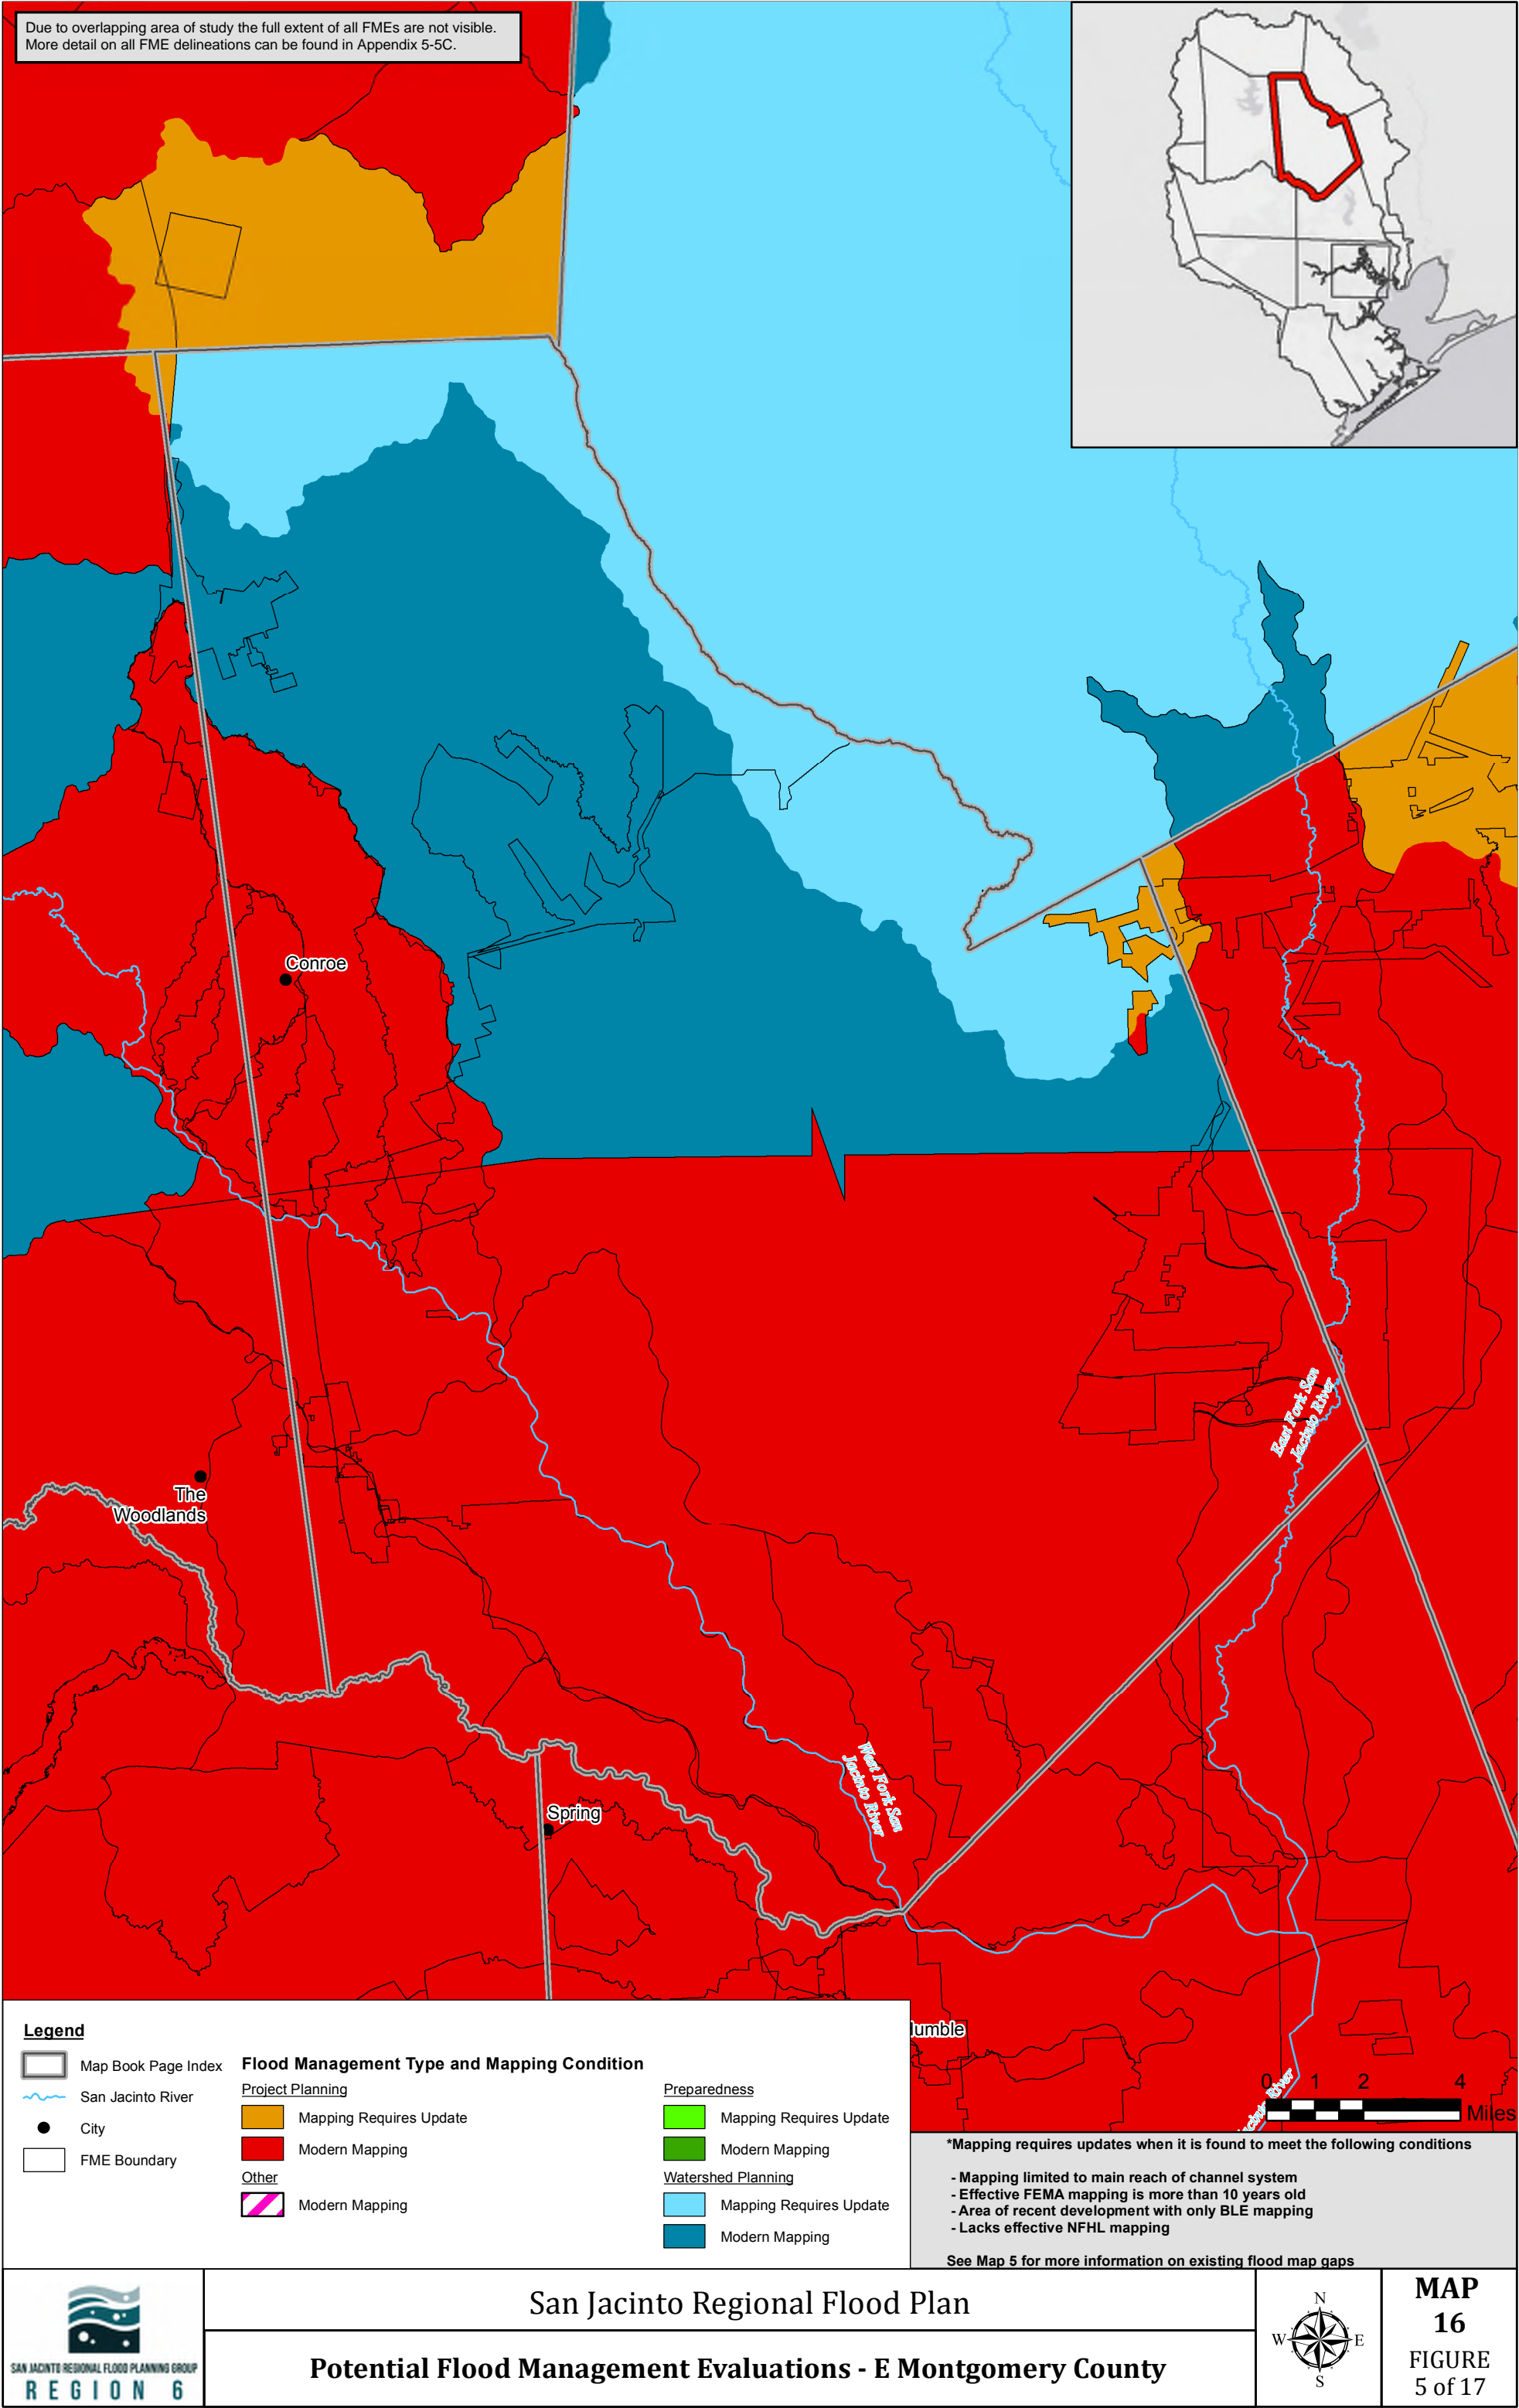 Due to overlapping area of study the full extent of all FMEs are not visible.
More detail on all FME delineations can be found in Appendix 5-5C.
Conroe
East Fork San
Jacinto River
The
Woodlands
West Fork San
Jacinto River
Spring
umble
River
0 1 2 4
Miles
Legend
Map Book Page Index
San Jacinto River
City
FME Boundary
Flood Management Type and Mapping Condition
Project Planning
Mapping Requires Update
Modern Mapping
Other
Modern Mapping
Preparedness
Mapping Requires Update
Modern Mapping
Watershed Planning
Mapping Requires Update
Modern Mapping
*Mapping requires updates when it is found to meet the following conditions
- Mapping limited to main reach of channel system
- Effective FEMA mapping is more than 10 years old
- Area of recent development with only BLE mapping
- Lacks effective NFHL mapping
See Map 5 for more information on existing flood map gaps
SAN JACINTO REGIONAL FLOOD PLANNING GROUP
REGION 6
San Jacinto Regional Flood Plan
Potential Flood Management Evaluations - E Montgomery County
N
W E
S
MAP
16
FIGURE
5 of 17